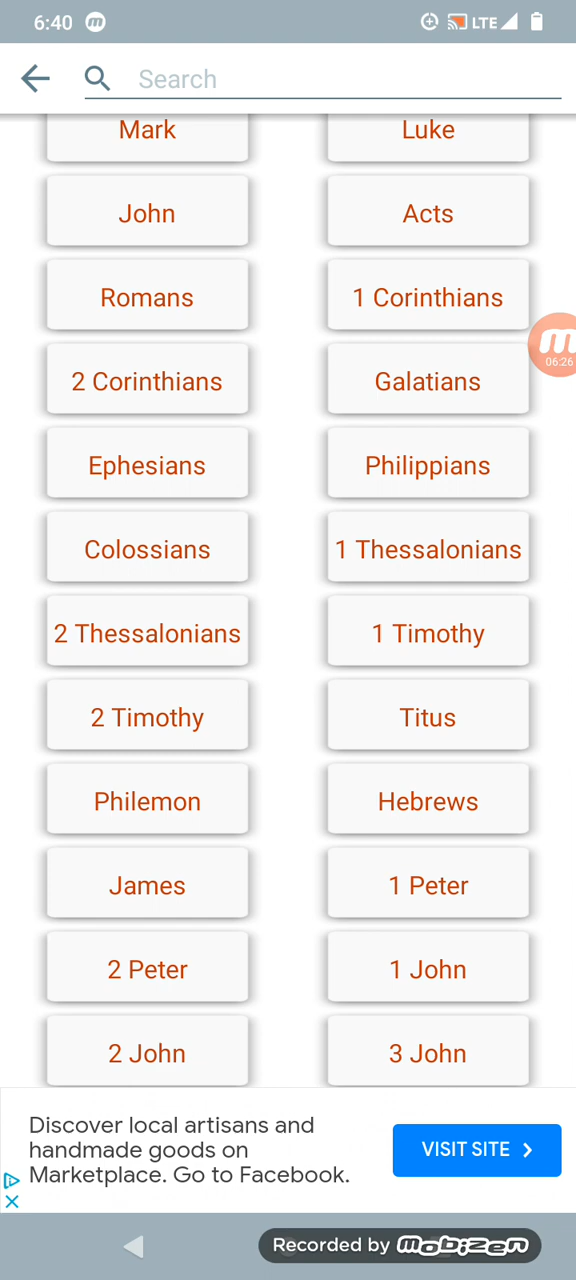 6:40 m LTE
Search
Mark Luke
John Acts
Romans 1 Corinthians
06:26
2 Corinthians Galatians
Ephesians Philippians
Colossians 1 Thessalonians
2 Thessalonians 1 Timothy
2 Timothy Titus
Philemon Hebrews
James 1 Peter
2 Peter 1 John
2 John 3 John
Discover local artisans and
handmade goods on
Marketplace. Go to Facebook.
VISIT SITE
Recorded by mobizen